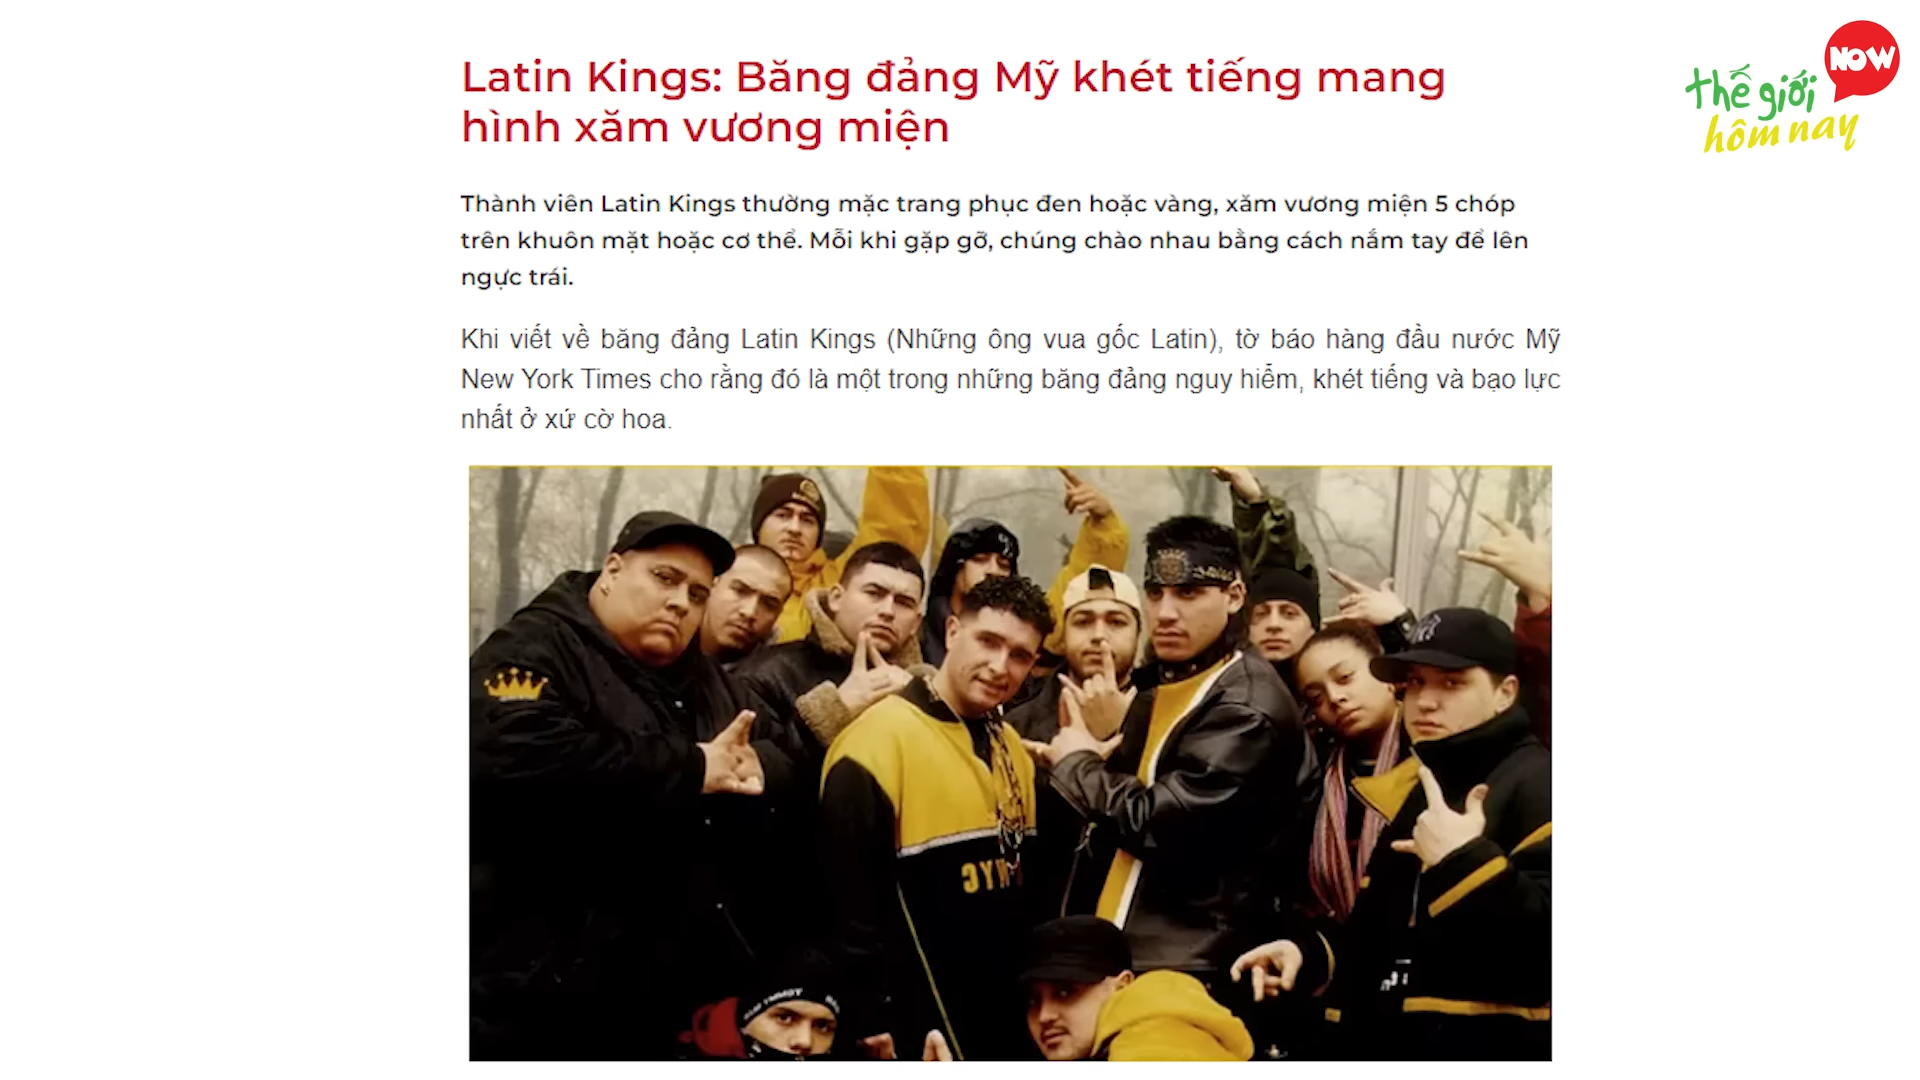 Latin Kings: Băng đảng Mỹ khét tiếng mang
hình xăm vương miện
Thành viên Latin Kings thường mặc trang phục đen hoặc vàng, xăm vương miện 5 chóp
trên khuôn mặt hoặc cơ thể. Mỗi khi gặp gỡ, chúng chào nhau bằng cách nắm tay để lên
ngực trái.
Khi viết về băng đảng Latin Kings (Những ông vua gốc Latin), tờ báo hàng đầu nước Mỹ
New York Times cho rằng đó là một trong những băng đảng nguy hiểm, khét tiếng và bạo lực
nhất ở xứ cờ hoa.
NOW
thế giới
hôm nay